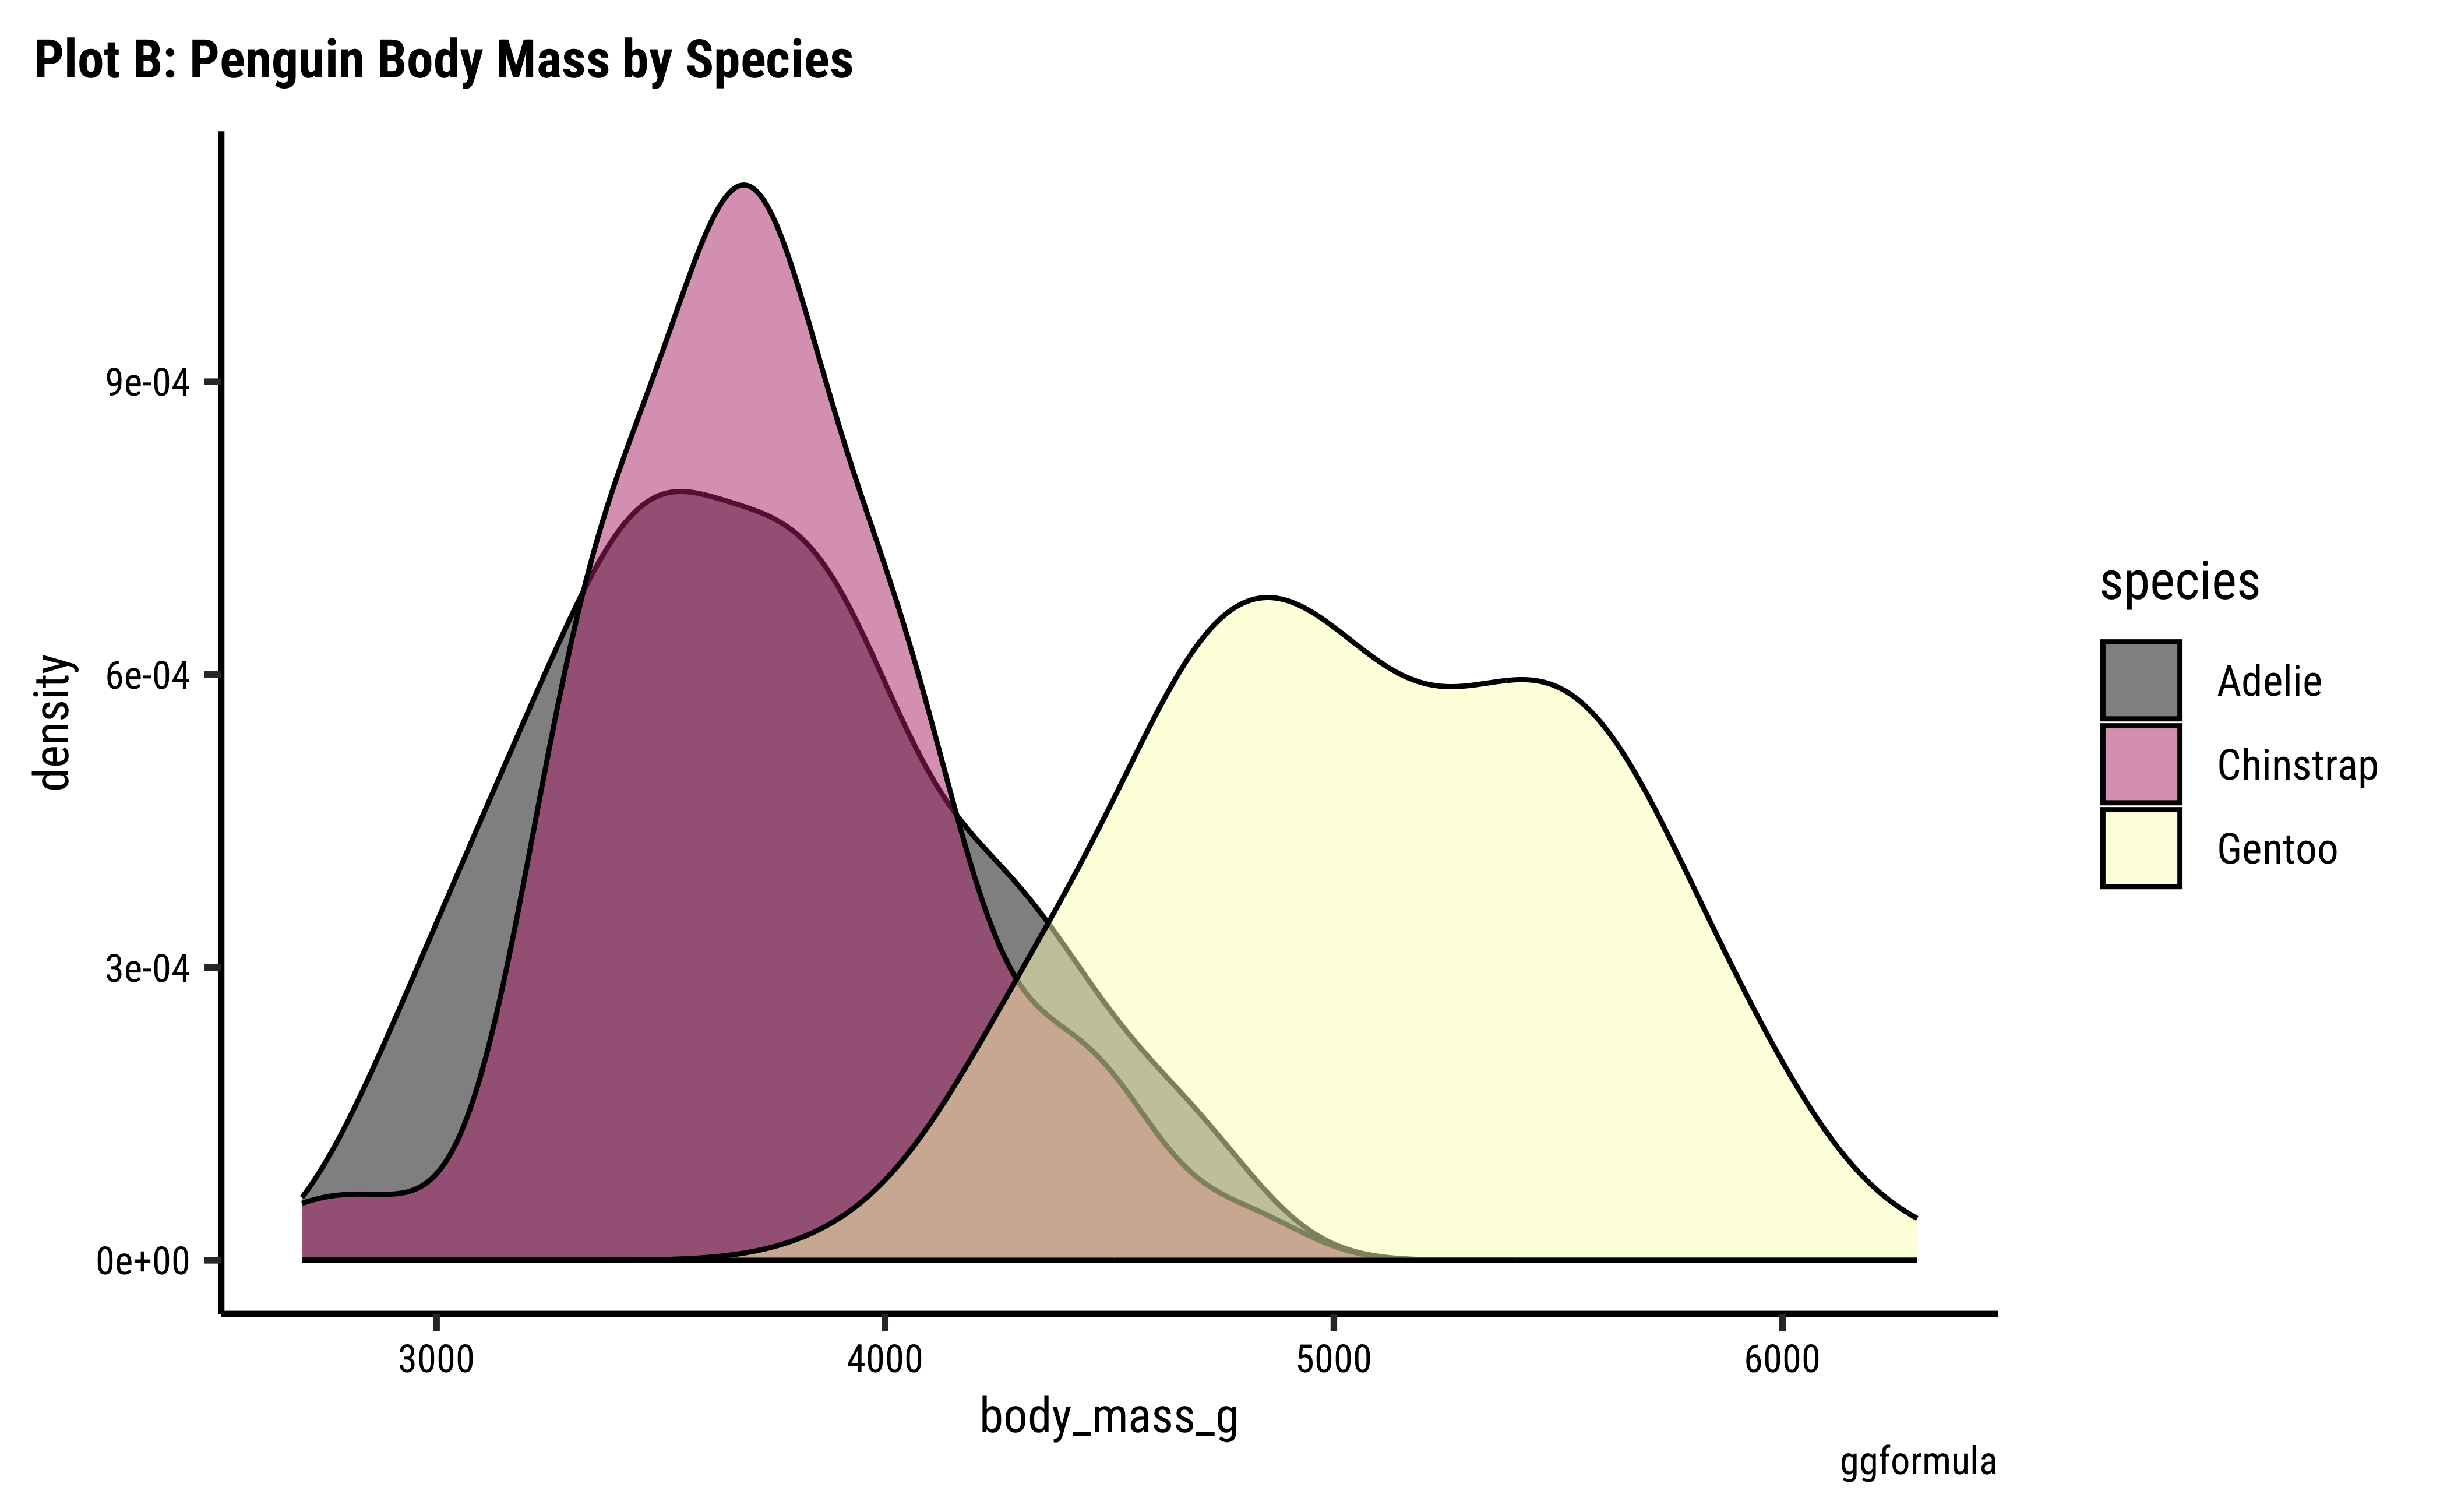 Plot B: Penguin Body Mass by Species
9e-04
6e-04
3e-04
0e+00
density
3000 4000 5000 6000
body_mass_g
species
Adelie
Chinstrap
Gentoo
ggformula